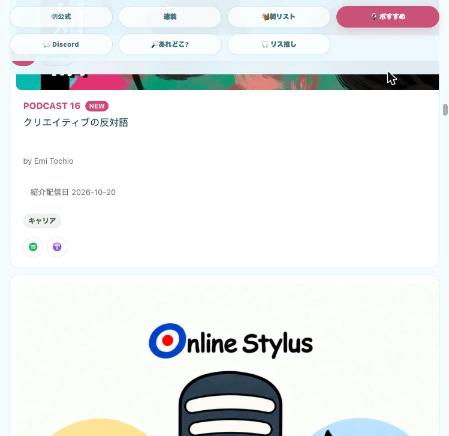 公式
連載
朝リスト
ポすすめ
Discord
あれどこ?
リス推し
PODCAST 16 NEW
クリエイティブの反対語
by Emi Tochio
紹介配信日 2026-10-20
キャリア
Online Stylus